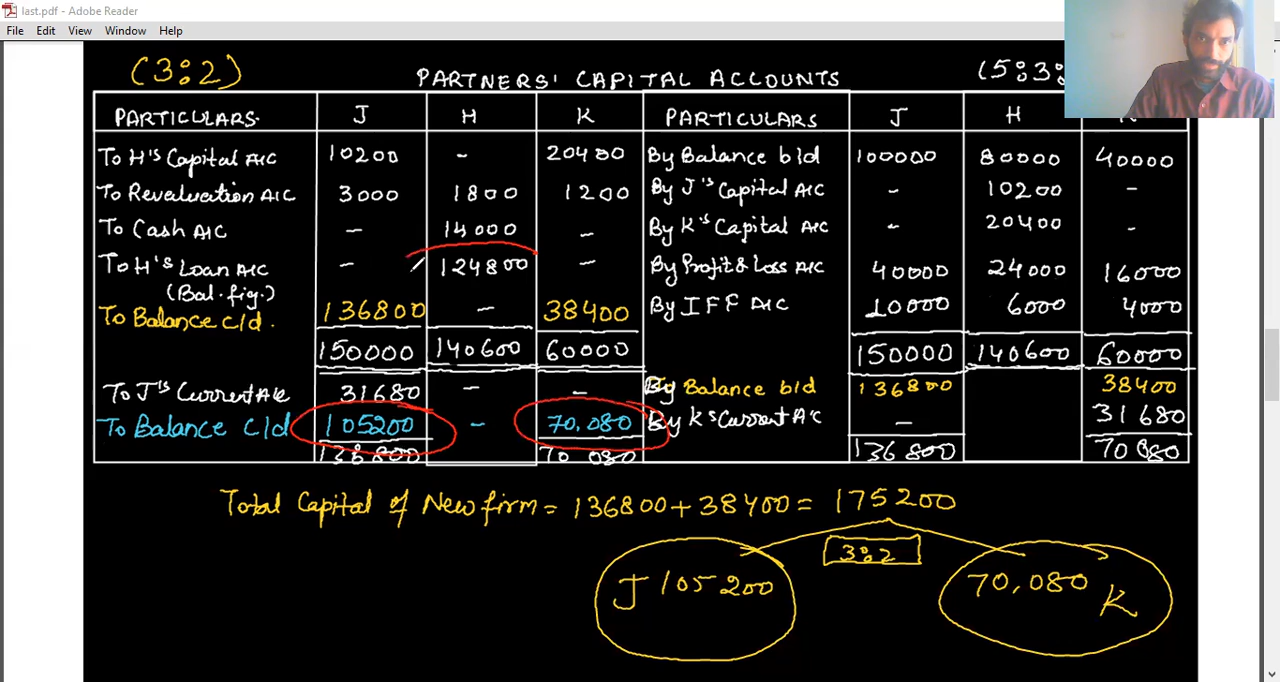 last.pdf - Adobe Reader
File Edit View Window Help
(3:2) PARTNERS' CAPITAL ACCOUNTS (5:3:
PARTICULARS J H K PARTICULARS J H
To H's Capital A/C 10200 - 20400 By Balance b/d 100000 80000 40000
To Revaluation A/C 3000 1800 1200 By J's Capital A/C - 10200 -
To Cash A/C - 14000 - By K's Capital A/C - 20400 -
To H's Loan A/C - 124800 - By Profit & Loss A/C 40000 24000 16000
(Bal. fig.)
To Balance c/d. 136800 - 38400 By IFF A/C 10000 6000 4000
150000 140600 60000 150000 140600 60000
To J's Current A/c 31680 - - By Balance b/d 136800 38400
To Balance c/d 105200 - 70,080 By K's Current A/C - 31680
136800 70 080 136800 70080
Total Capital of New firm = 136800 + 38400 = 175200
3:2
J 105200 70,080 K